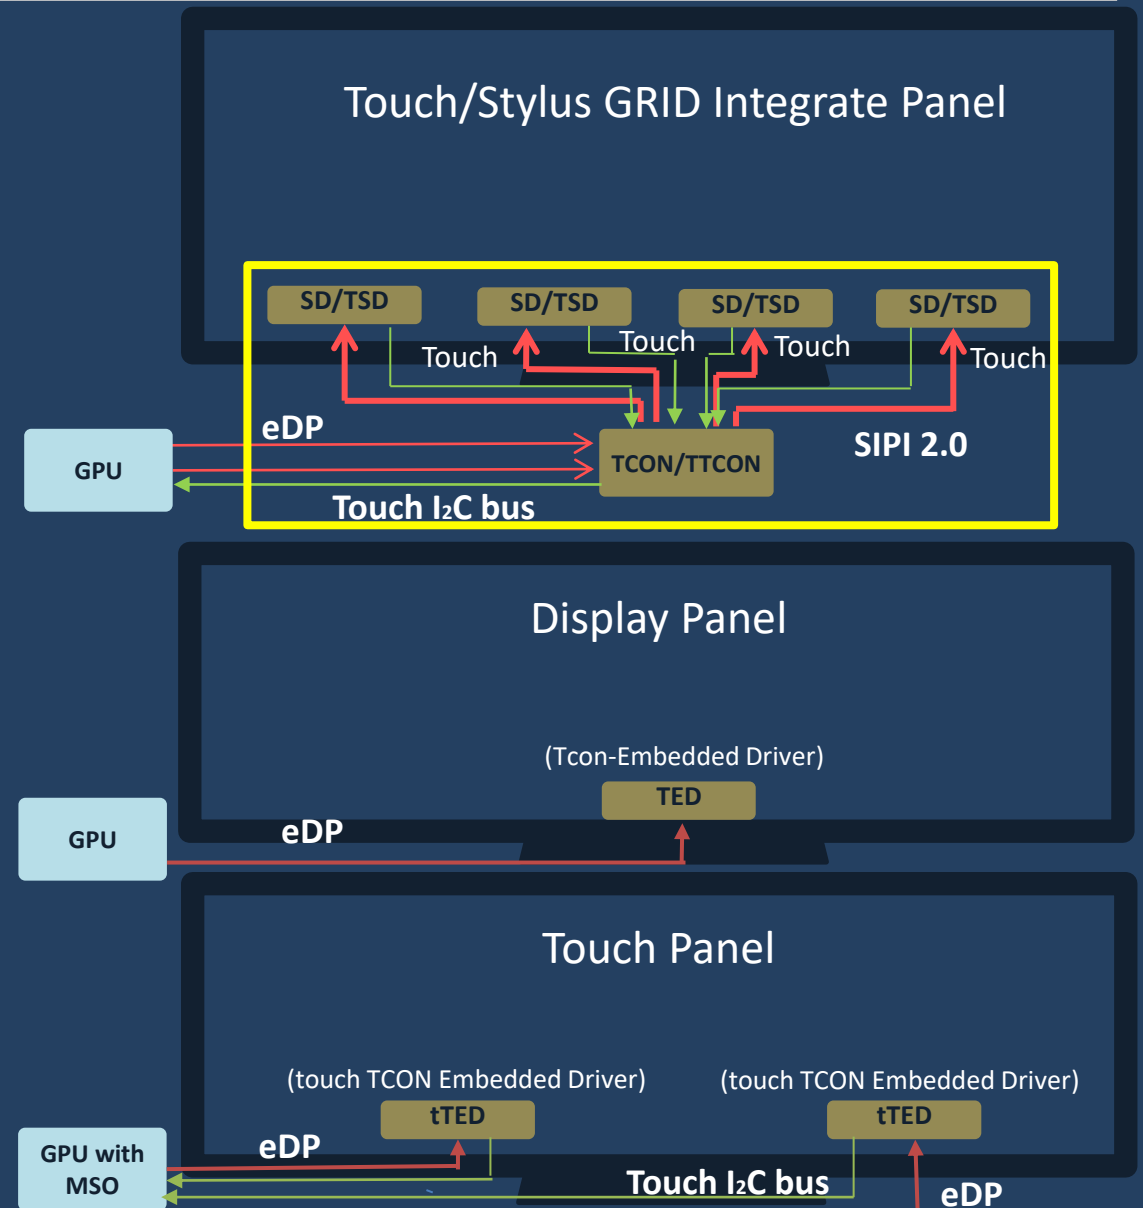 Touch/Stylus GRID Integrate Panel
SD/TSD
SD/TSD
SD/TSD
SD/TSD
Touch
Touch
Touch
Touch
eDP
GPU
TCON/TTCON
SIPI 2.0
Touch I2C bus
Display Panel
(Tcon-Embedded Driver)
TED
GPU
eDP
Touch Panel
(touch TCON Embedded Driver)
(touch TCON Embedded Driver)
tTED
tTED
GPU with
MSO
eDP
Touch I2C bus
eDP